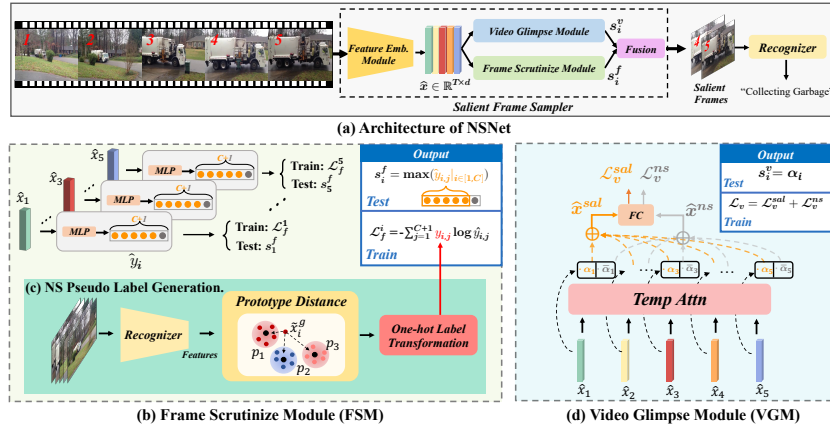 1 2 3 4 5
Feature Emb. Module
x̂ ∈ ℝ^{T×d}
Video Glimpse Module
s_i^v
Frame Scrutinize Module
s_i^f
Fusion
Salient Frame Sampler
4 5
Salient Frames
Recognizer
“Collecting Garbage”
(a) Architecture of NSNet
x̂_1
x̂_3
x̂_5
MLP
C+1
MLP
C+1
MLP
C+1
ŷ_i
Train: ℒ_f^5
Test: s_5^f
Train: ℒ_f^1
Test: s_1^f
Output
s_i^f = max(ŷ_{i,j}|_{i∈[1,C]})
Test
ℒ_f^i = -∑_{j=1}^{C+1} y_{i,j} log ŷ_{i,j}
Train
(c) NS Pseudo Label Generation.
Recognizer
Features
Prototype Distance
x̃_i^g
p_1
p_2
p_3
One-hot Label Transformation
(b) Frame Scrutinize Module (FSM)
ℒ_v^{sal} ℒ_v^{ns}
x̂^{sal}
FC
x̂^{ns}
Output
s_i^v = α_i
Test
ℒ_v = ℒ_v^{sal} + ℒ_v^{ns}
Train
α_1 α̃_1 ... α_3 α̃_3 ... α_5 α̃_5
Temp Attn
x̂_1 x̂_2 x̂_3 x̂_4 x̂_5
(d) Video Glimpse Module (VGM)